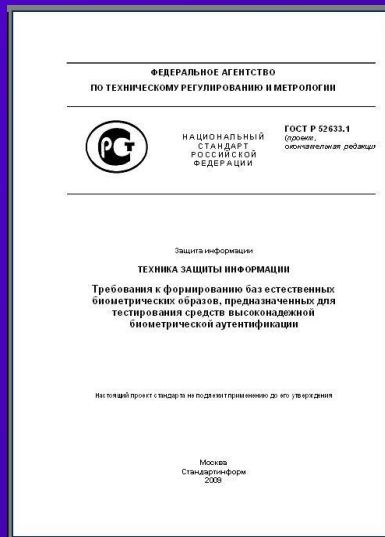 ФЕДЕРАЛЬНОЕ АГЕНТСТВО
ПО ТЕХНИЧЕСКОМУ РЕГУЛИРОВАНИЮ И МЕТРОЛОГИИ
НАЦИОНАЛЬНЫЙ
СТАНДАРТ
РОССИЙСКОЙ
ФЕДЕРАЦИИ
ГОСТ Р 52633.1
(проект,
окончательная редакция
Защита информации
ТЕХНИКА ЗАЩИТЫ ИНФОРМАЦИИ
Требования к формированию баз естественных
биометрических образов, предназначенных для
тестирования средств высоконадежной
биометрической аутентификации
Настоящий проект стандарта не подлежит применению до его утверждения
Москва
Стандартинформ
2009